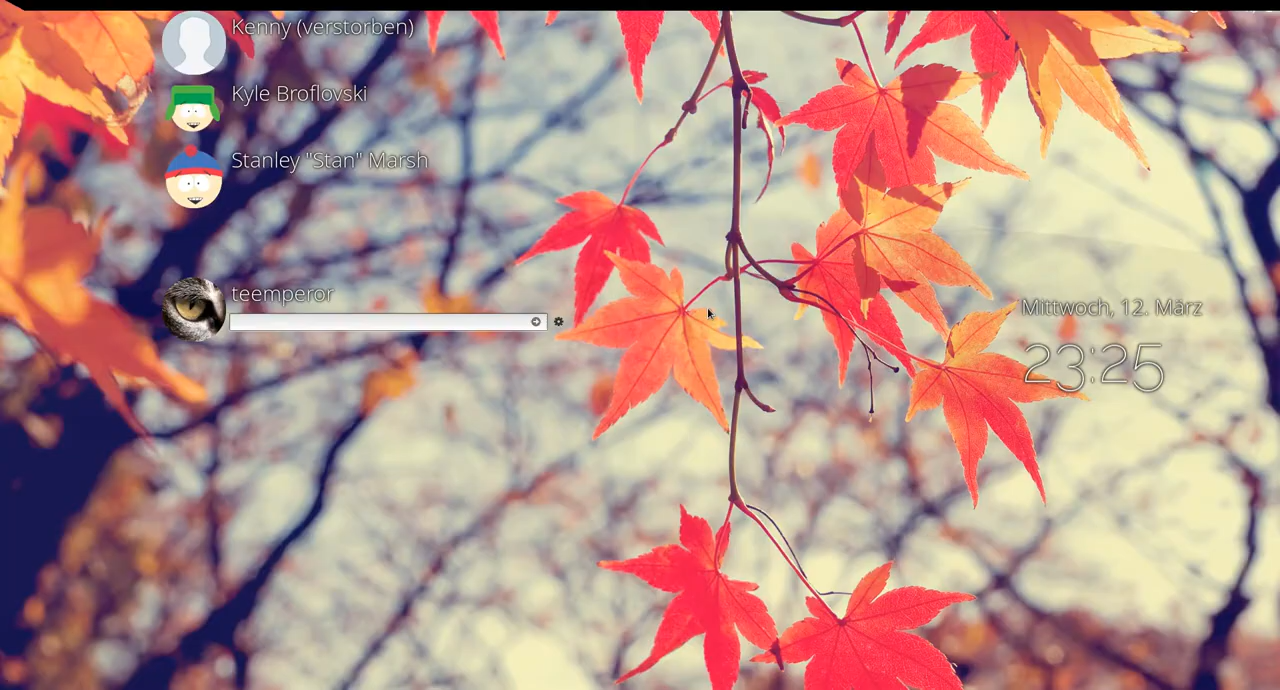 Kenny (verstorben)
Kyle Broflovski
Stanley "Stan" Marsh
teemperor
Mittwoch, 12. März
23:25